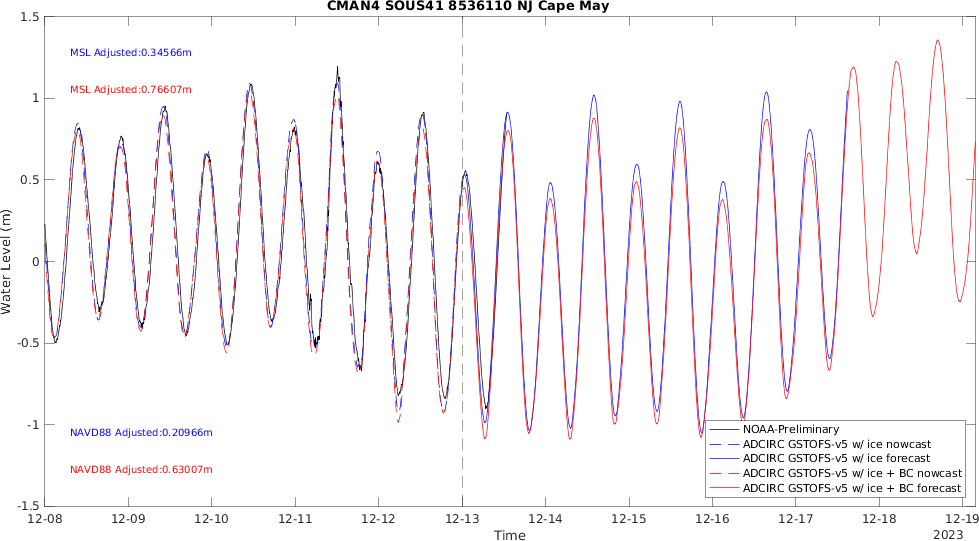 CMAN4 SOUS41 8536110 NJ Cape May
1.5
MSL Adjusted:0.34566m
MSL Adjusted:0.76607m
1
0.5
Water Level (m)
0
-0.5
-1
NAVD88 Adjusted:0.20966m
NAVD88 Adjusted:0.63007m
NOAA-Preliminary
ADCIRC GSTOFS-v5 w/ ice nowcast
ADCIRC GSTOFS-v5 w/ ice forecast
ADCIRC GSTOFS-v5 w/ ice + BC nowcast
ADCIRC GSTOFS-v5 w/ ice + BC forecast
-1.5
12-08 12-09 12-10 12-11 12-12 12-13 12-14 12-15 12-16 12-17 12-18 12-19
Time
2023